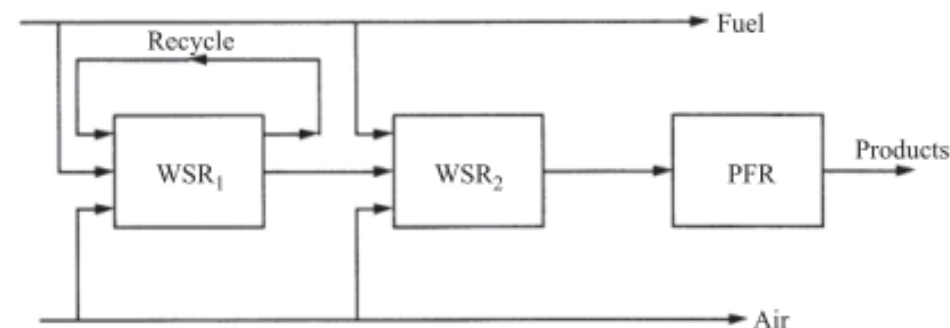 Fuel
Recycle
WSR₁
WSR₂
PFR
Products
Air